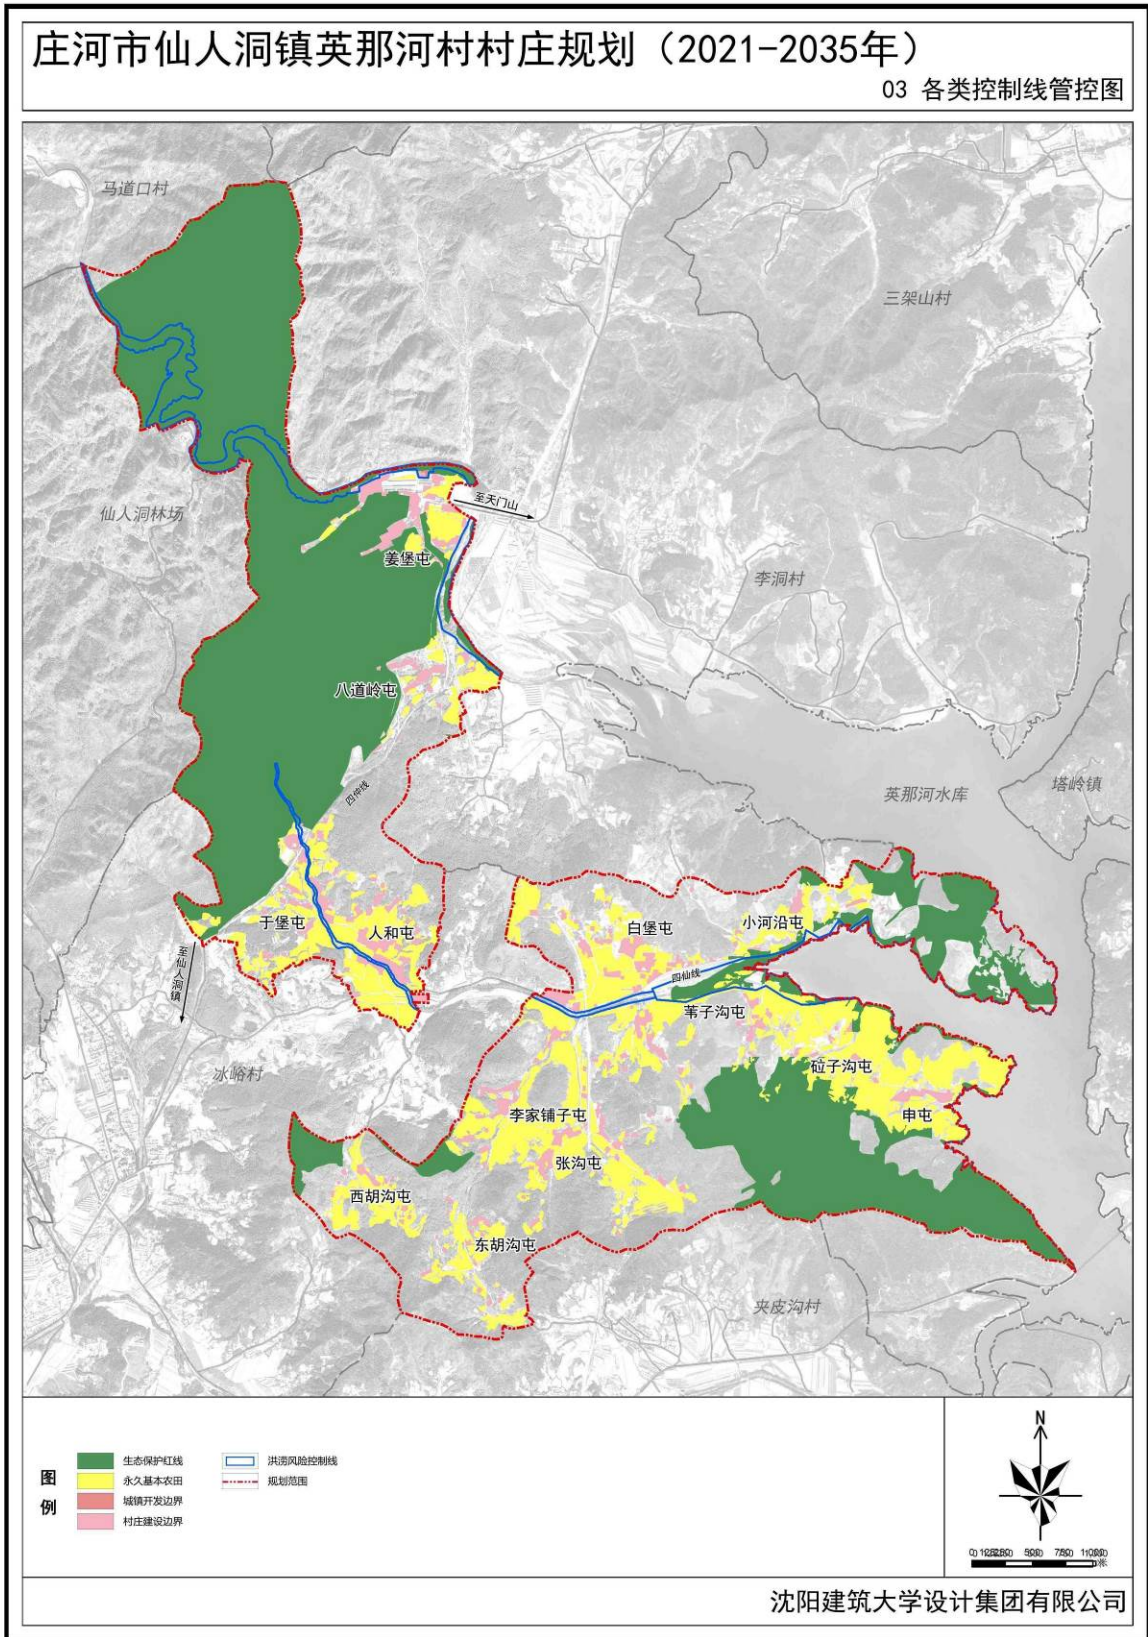 庄河市仙人洞镇英那河村村庄规划（2021-2035年）
03 各类控制线管控图
马道口村
三架山村
至天门山
仙人洞林场
姜堡屯
李洞村
八道岭屯
四仲线
英那河水库
塔岭镇
于堡屯
人和屯
白堡屯
小河沿屯
至仙人洞镇
四仙线
苇子沟屯
冰峪村
砬子沟屯
李家铺子屯
申屯
张沟屯
西胡沟屯
东胡沟屯
夹皮沟村
图例
生态保护红线
永久基本农田
城镇开发边界
村庄建设边界
洪涝风险控制线
规划范围
N
米
沈阳建筑大学设计集团有限公司